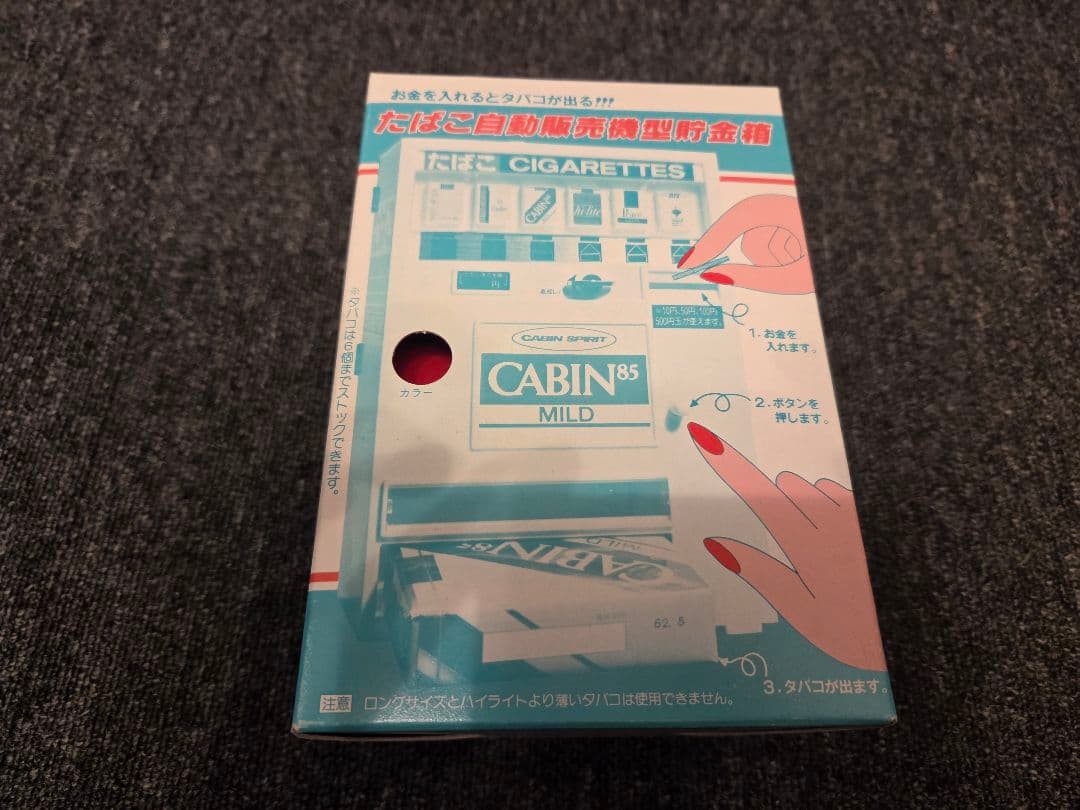 お金を入れるとタバコが出る!!!
たばこ自動販売機型貯金箱
たばこ CIGARETTES
CABIN85
hi-lite
円
※10円,50円,100円,
500円玉が使えます。
1.お金を
入れます。
CABIN SPIRIT
CABIN85
MILD
カラー
2.ボタンを
押します。
※タバコは6個までストックできます。
CABIN85
MILD
CABIN
62. 5
3.タバコが出ます。
注意 ロングサイズとハイライトより薄いタバコは使用できません。